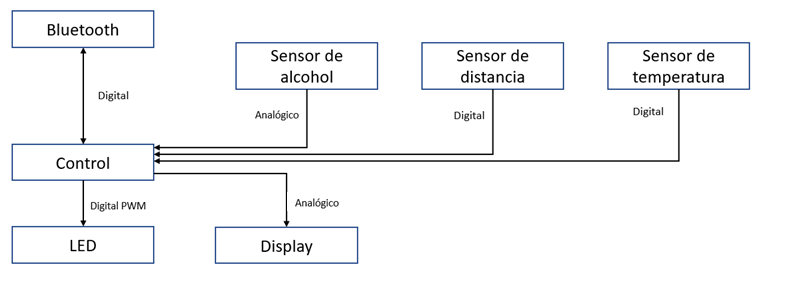 Bluetooth
Sensor de
alcohol
Sensor de
distancia
Sensor de
temperatura
Digital
Analógico
Digital
Digital
Control
Digital PWM
Analógico
LED
Display